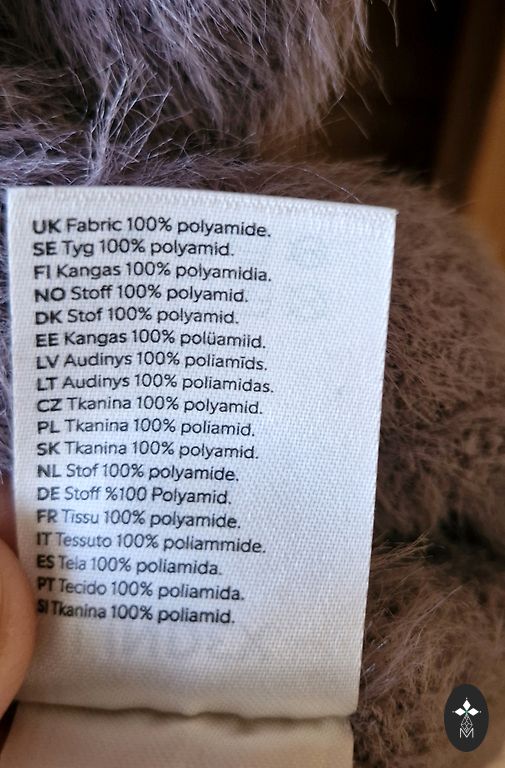 UK Fabric 100% polyamide.
SE Tyg 100% polyamid.
FI Kangas 100% polyamidia.
NO Stoff 100% polyamid.
DK Stof 100% polyamid.
EE Kangas 100% polüamiid.
LV Audinys 100% poliamīds.
LT Audinys 100% poliamidas.
CZ Tkanina 100% polyamid.
PL Tkanina 100% poliamid.
SK Tkanina 100% polyamid.
NL Stof 100% polyamide.
DE Stoff %100 Polyamid.
FR Tissu 100% polyamide.
IT Tessuto 100% poliammide.
ES Tela 100% poliamida.
PT Tecido 100% poliamida.
SI Tkanina 100% poliamid.
M